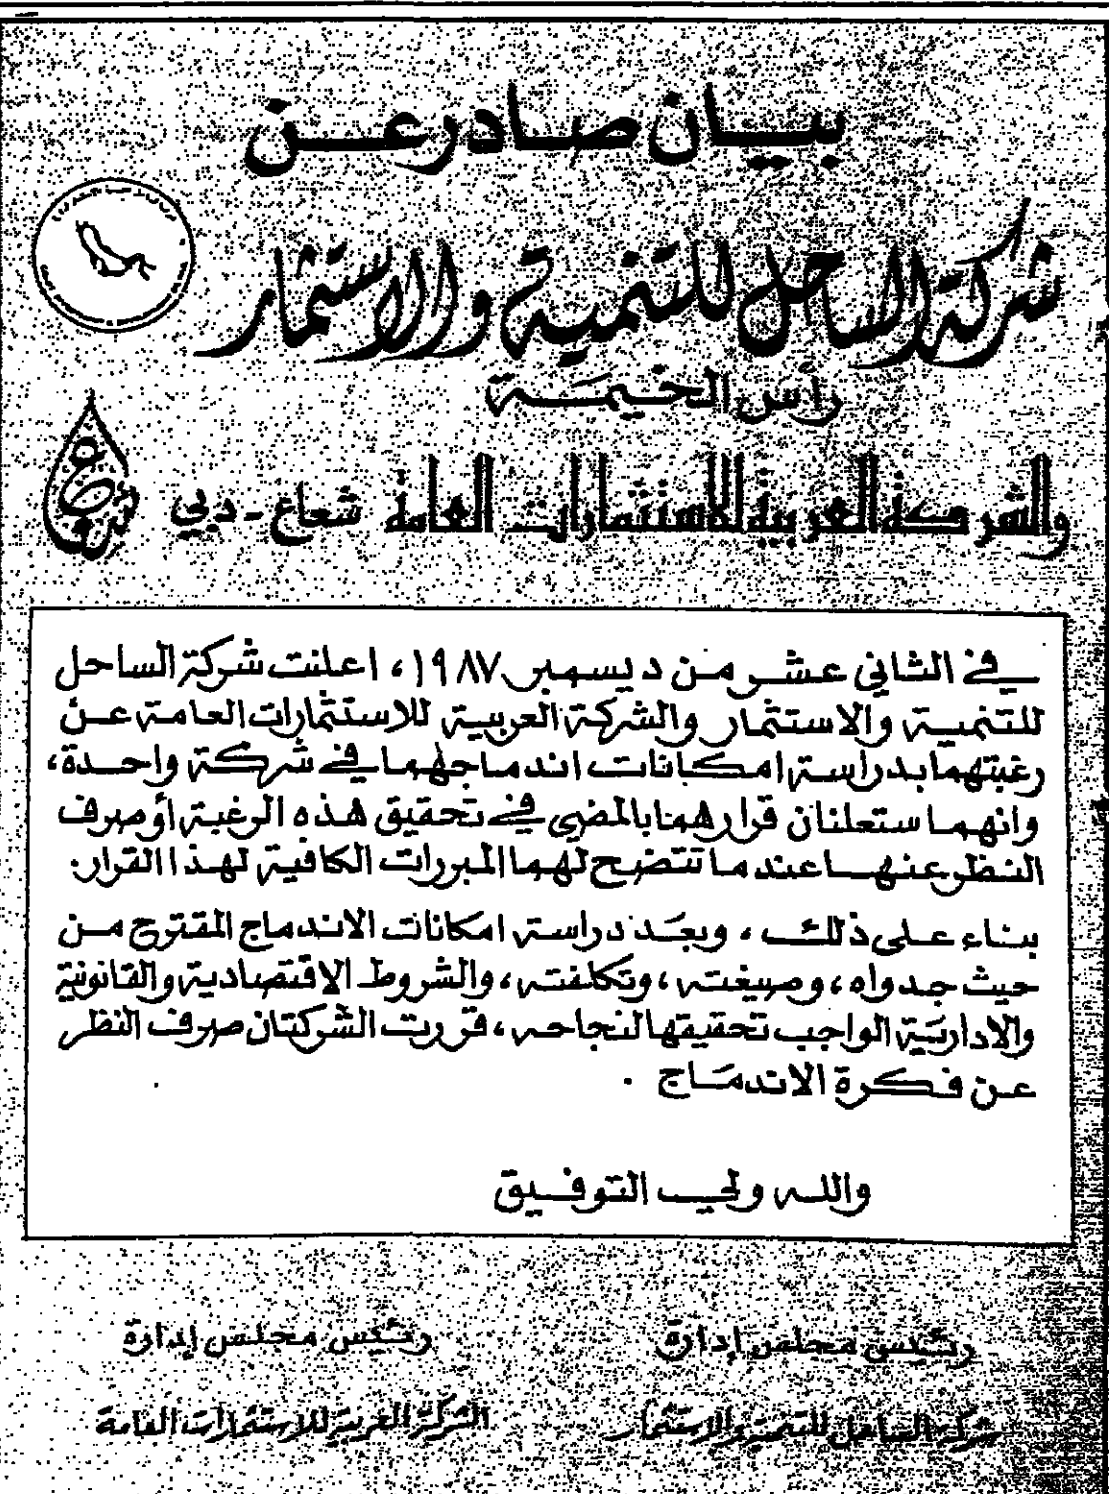 بيان صادر عن
شركة الساحل للتنمية والاستثمار
رأس الخيمة
والشركة العربية للاستثمارات العامة شعاع - دبي
شعاع
في الثاني عشر من ديسمبر ١٩٨٧، اعلنت شركة الساحل
للتنمية والاستثمار والشركة العربية للاستثمارات العامة عن
رغبتهما بدراسة امكانات اندماجهما في شركة واحدة،
وانهما ستعلنان قرارهما بالمضي في تحقيق هذه الرغبة أو صرف
النظر عنها عندما تتضح لهما المبررات الكافية لهذا القرار.
بناء على ذلك، وبعد دراسة امكانات الاندماج المقترح من
حيث جدواه، وصيغته، وتكلفته، والشروط الاقتصادية والقانونية
والادارية الواجب تحقيقها لنجاحه، قررت الشركتان صرف النظر
عن فكرة الاندماج .
والله ولي التوفيق
رئيس مجلس إدارة
شركة الساحل للتنمية والاستثمار
رئيس مجلس إدارة
الشركة العربية للاستثمارات العامة